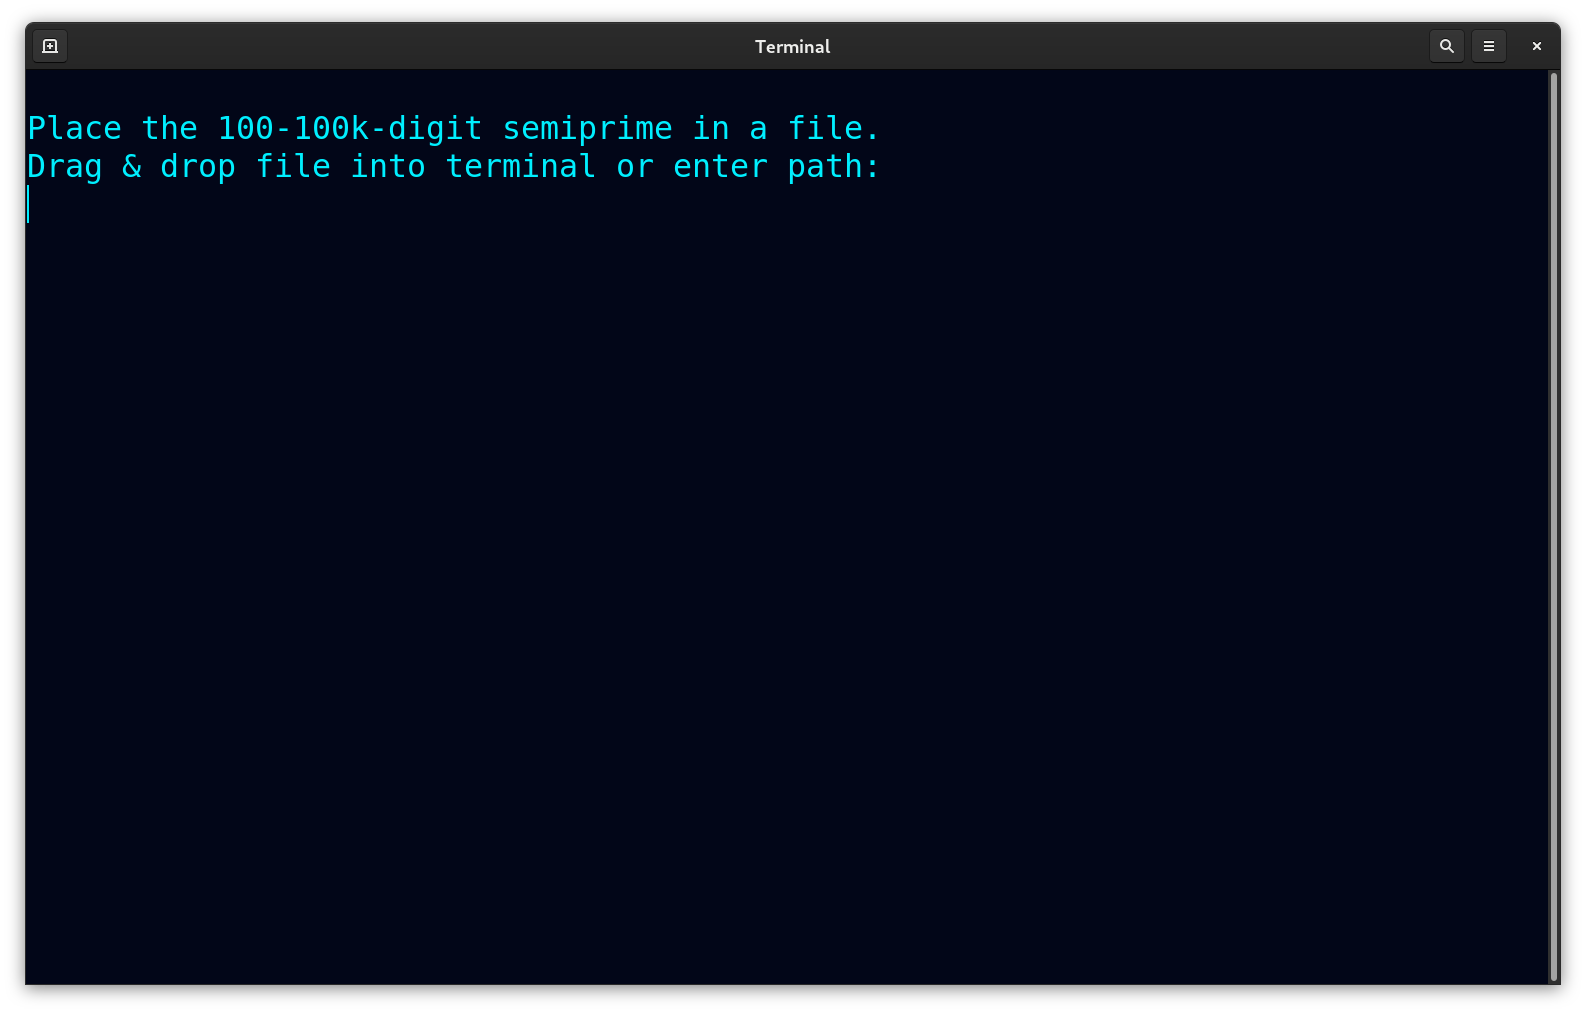 Terminal
Place the 100-100k-digit semiprime in a file.
Drag & drop file into terminal or enter path: